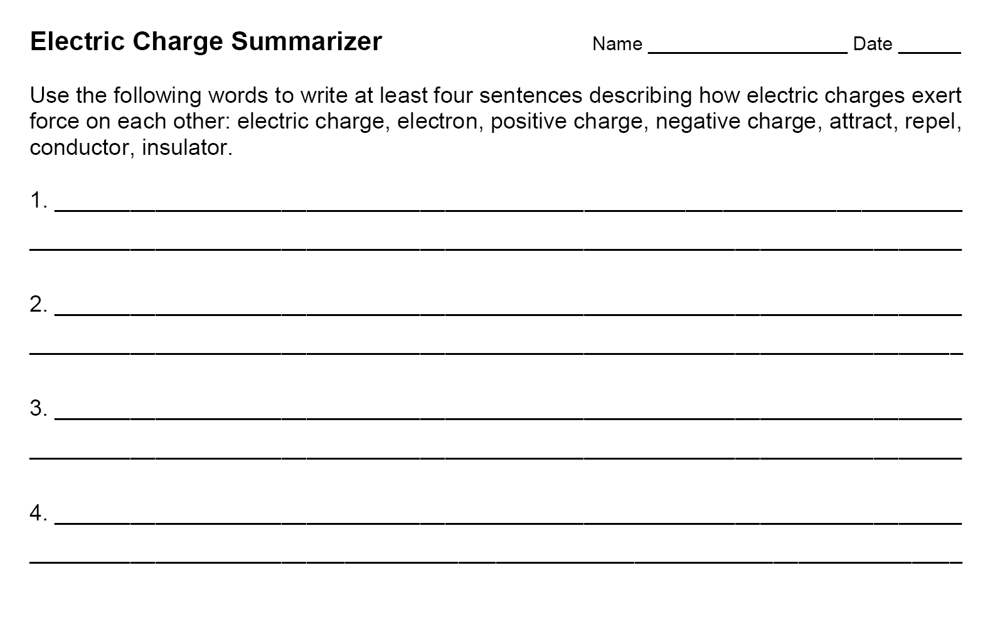 Electric Charge Summarizer Name ___________________ Date ______
Use the following words to write at least four sentences describing how electric charges exert
force on each other: electric charge, electron, positive charge, negative charge, attract, repel,
conductor, insulator.
1.
2.
3.
4.